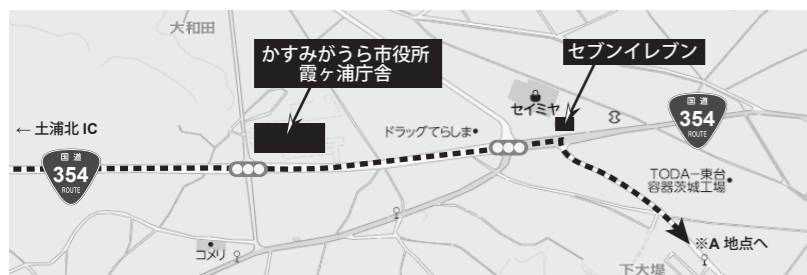 大和田
かすみがうら市役所
霞ヶ浦庁舎
セブンイレブン
セイミヤ
国道
354
ROUTE
← 土浦北 IC
ドラッグてらしま
国道
354
ROUTE
TODA一東台
容器茨城工場
※A 地点へ
コメリ
下大堤